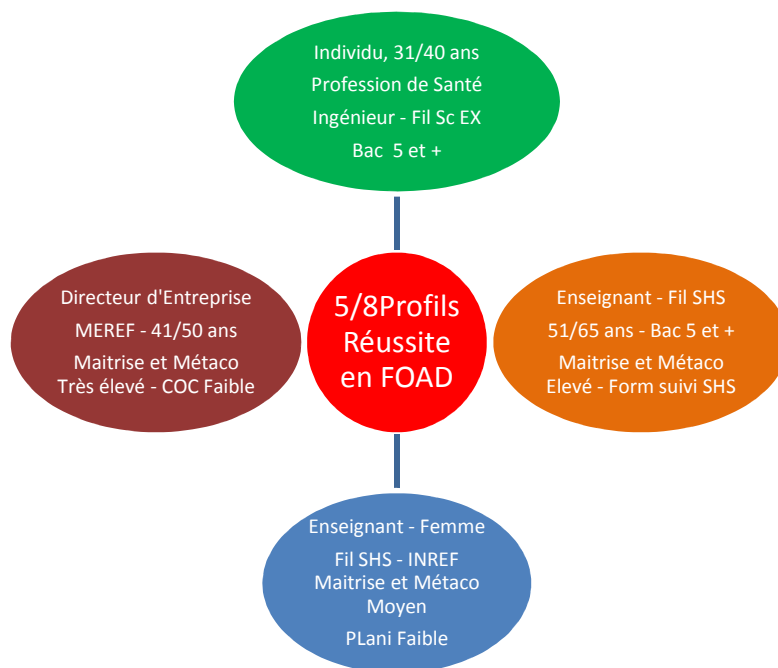 Individu, 31/40 ans
Profession de Santé
Ingénieur - Fil Sc EX
Bac 5 et +
Directeur d'Entreprise
MEREF - 41/50 ans
Maitrise et Métaco
Très élevé - COC Faible
5/8Profils
Réussite
en FOAD
Enseignant - Fil SHS
51/65 ans - Bac 5 et +
Maitrise et Métaco
Elevé - Form suivi SHS
Enseignant - Femme
Fil SHS - INREF
Maitrise et Métaco
Moyen
PLani Faible